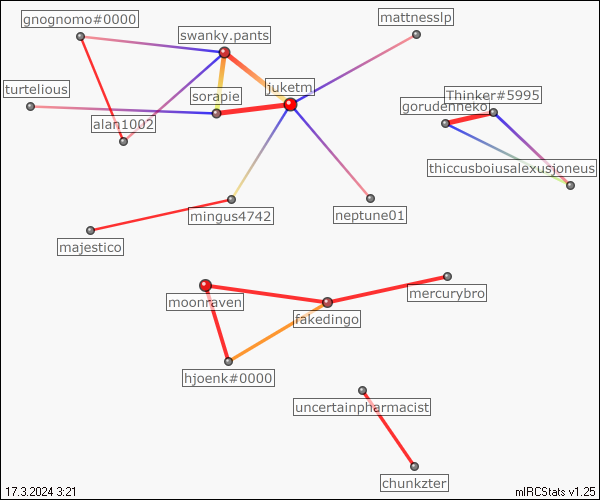 gnognomo#0000
mattnesslp
swanky.pants
turtelious
sorapie
juketm
Thinker#5995
gorudenneko
alan1002
thiccusboiusalexusjoneus
mingus4742
neptune01
majestico
moonraven
mercurybro
fakedingo
hjoenk#0000
uncertainpharmacist
chunkzter
17.3.2024 3:21
mIRCStats v1.25